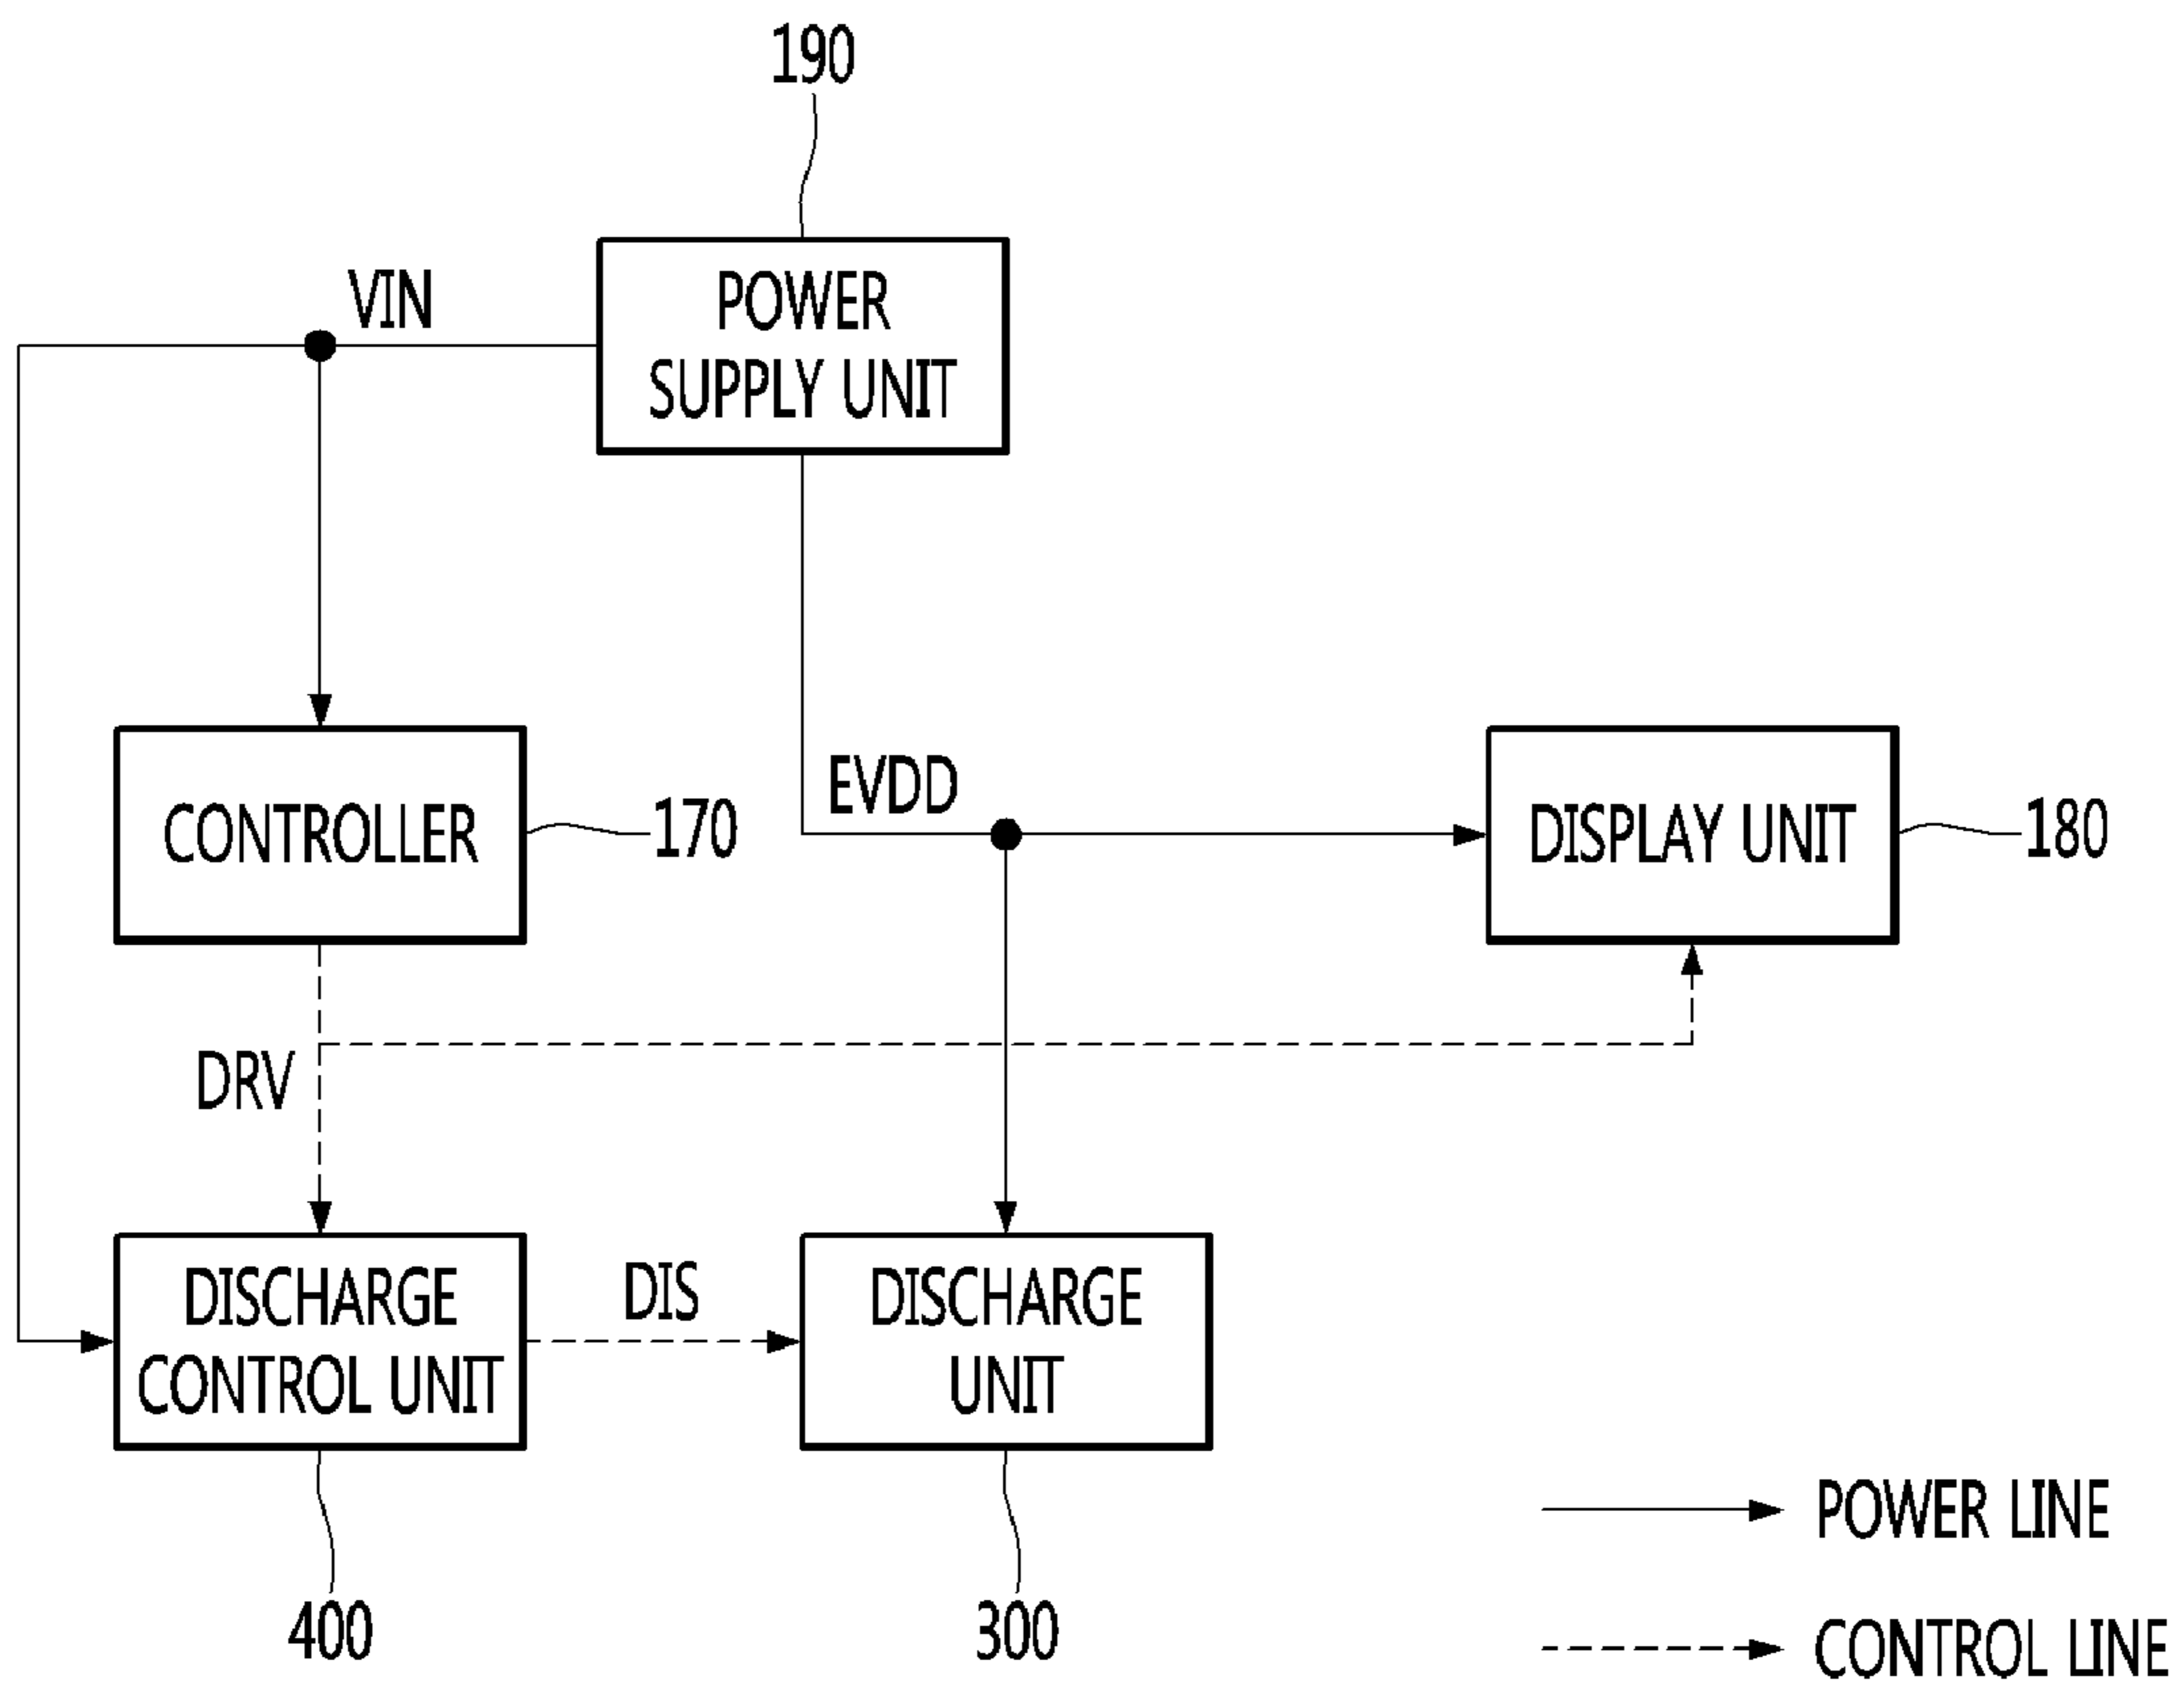 190
VIN
POWER
SUPPLY UNIT
CONTROLLER
170
EVDD
DISPLAY UNIT
180
DRV
DISCHARGE
CONTROL UNIT
DIS
DISCHARGE
UNIT
400
300
POWER LINE
CONTROL LINE